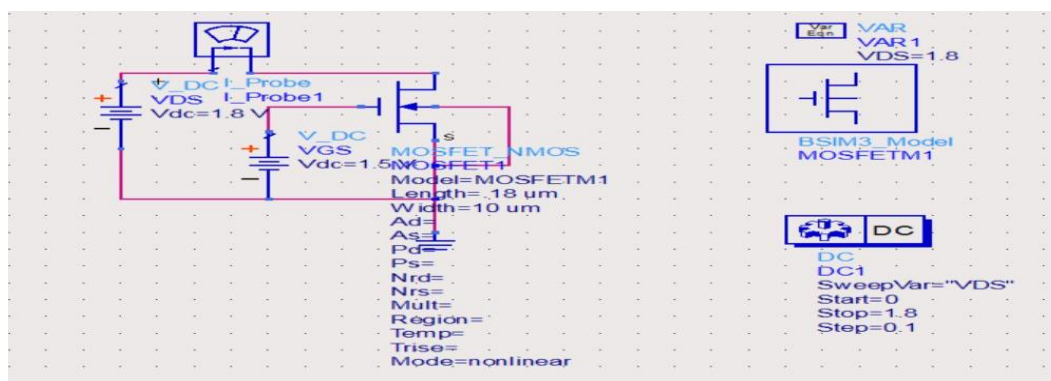 V_DC
VDS
Vdc=1.8 V
I_Probe
I_Probe1
V_DC
VGS
Vdc=1.5 V
s
MOSFET_NMOS
MOSFET1
Model=MOSFETM1
Length=.18 um
Width=10 um
Ad=
As=
Pd=
Ps=
Nrd=
Nrs=
Mult=
Region=
Temp=
Trise=
Mode=nonlinear
Var
Eqn
VAR
VAR1
VDS=1.8
BSIM3_Model
MOSFETM1
DC
DC
DC1
SweepVar="VDS"
Start=0
Stop=1.8
Step=0.1